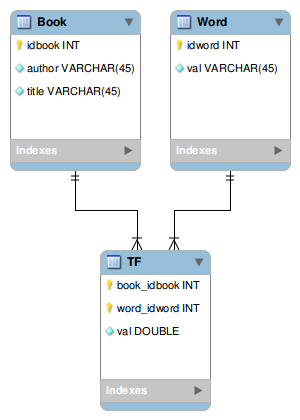 Book
idbook INT
author VARCHAR(45)
title VARCHAR(45)
Indexes
Word
idword INT
val VARCHAR(45)
Indexes
TF
book_idbook INT
word_idword INT
val DOUBLE
Indexes